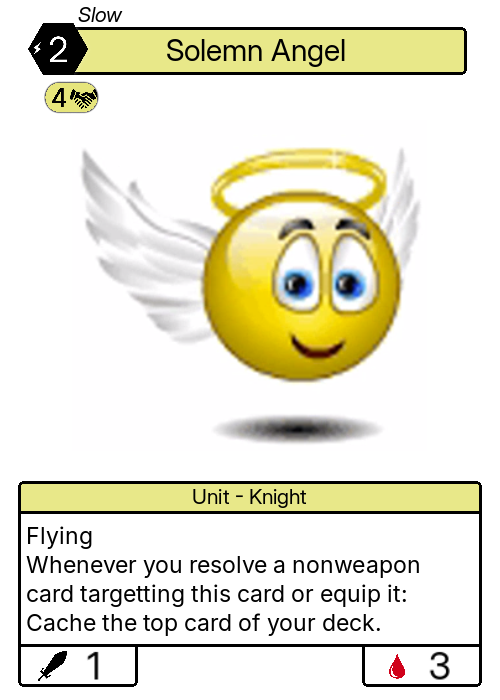 Slow
2
Solemn Angel
4
Unit - Knight
Flying
Whenever you resolve a nonweapon
card targetting this card or equip it:
Cache the top card of your deck.
1
3